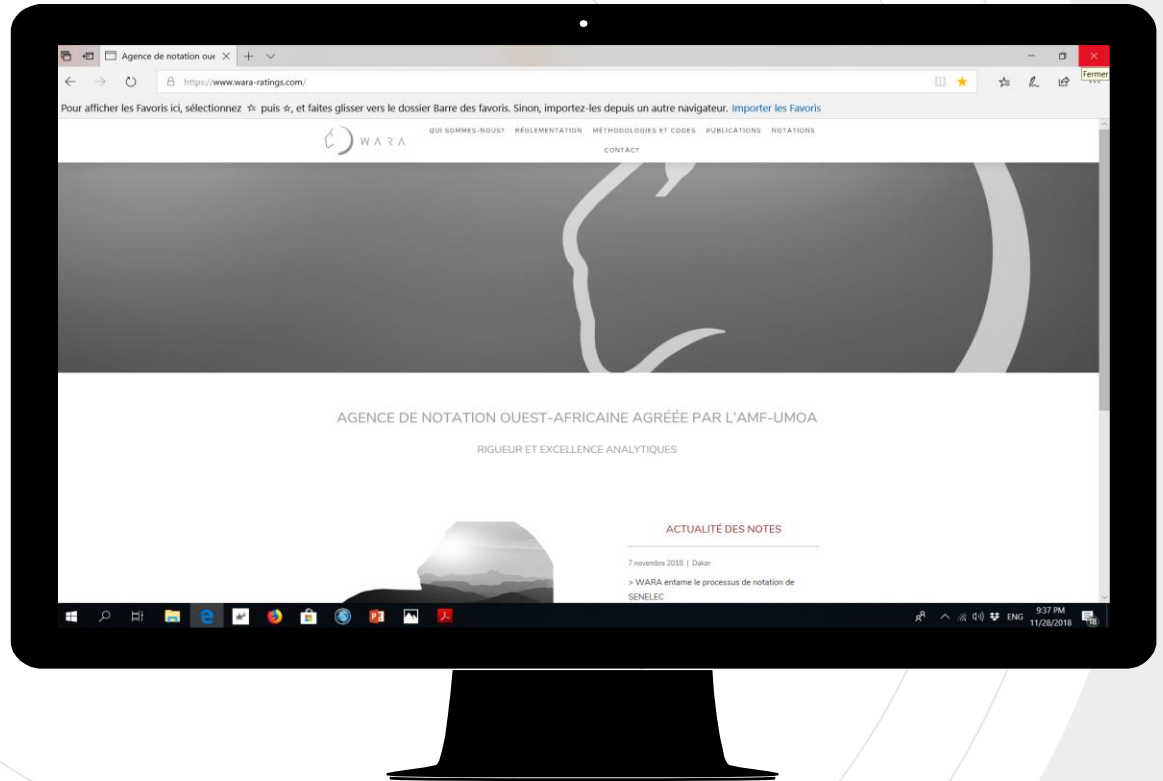 Agence de notation oue
https://www.wara-ratings.com/
Fermer
Pour afficher les Favoris ici, sélectionnez puis ☆, et faites glisser vers le dossier Barre des favoris. Sinon, importez-les depuis un autre navigateur. Importer les Favoris
WARA
QUI SOMMES-NOUS? RÉGLEMENTATION MÉTHODOLOGIES ET CODES PUBLICATIONS NOTATIONS
CONTACT
AGENCE DE NOTATION OUEST-AFRICAINE AGRÉÉE PAR L'AMF-UMOA
RIGUEUR ET EXCELLENCE ANALYTIQUES
ACTUALITÉ DES NOTES
7 novembre 2018 | Dakar
> WARA entame le processus de notation de
SENELEC
ENG
9:37 PM
11/28/2018
18